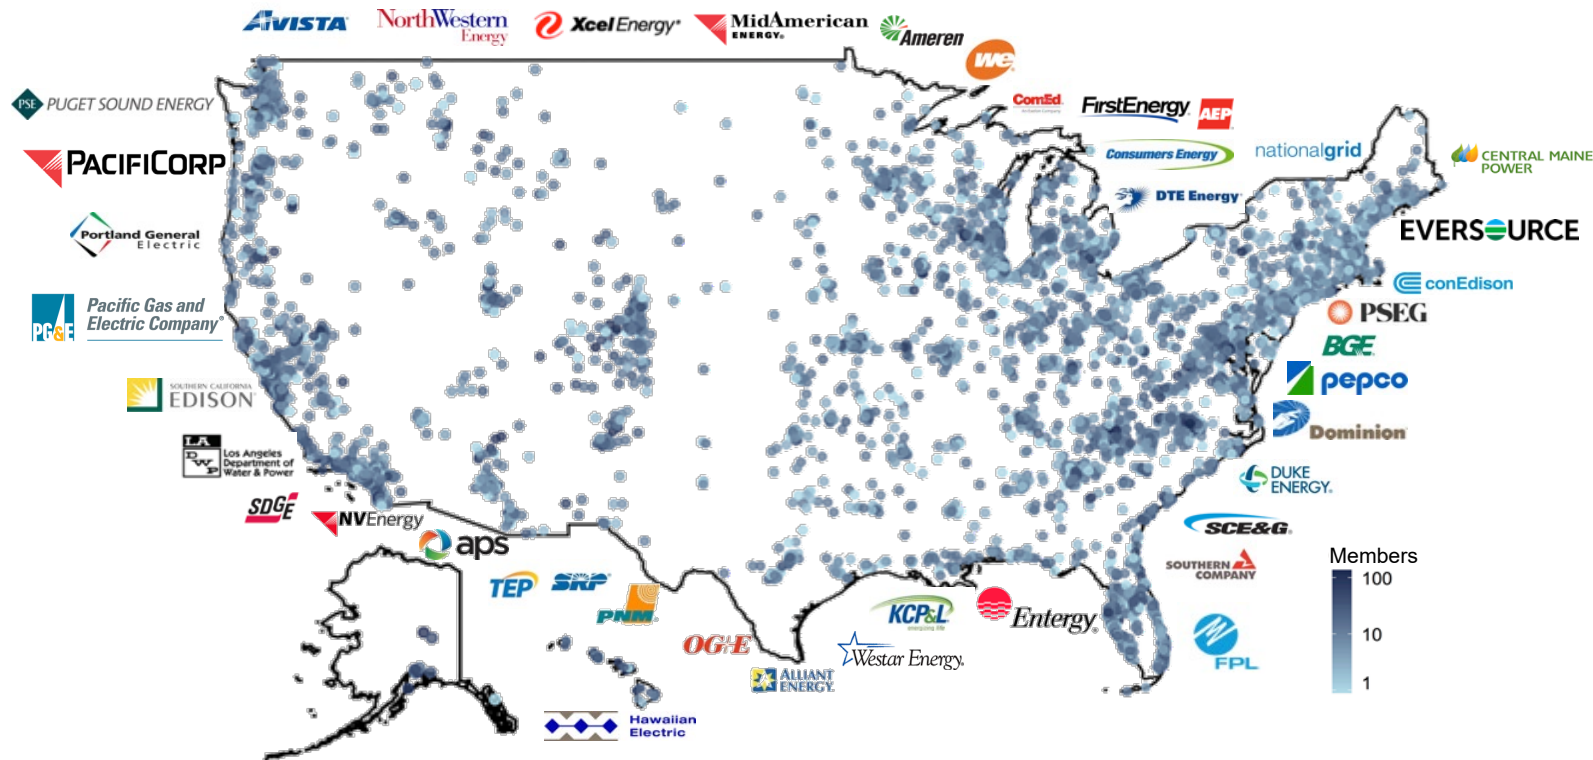 AVISTA
NorthWestern
Energy
Xcel Energy®
MidAmerican
ENERGY®
Ameren
we
ComEd
FirstEnergy
AEP
PSE PUGET SOUND ENERGY
PACIFICORP
Portland General
Electric
PG&E
Pacific Gas and
Electric Company®
SOUTHERN CALIFORNIA
EDISON
LA
DWP
Los Angeles
Department of
Water & Power
SDGE
NVEnergy
aps
TEP
SRP
PNM
OG+E
ALLIANT
ENERGY
Westar Energy.
KCP&L
energizing life
Entergy
Hawaiian
Electric
Consumers Energy
nationalgrid
DTE Energy
CENTRAL MAINE
POWER
EVERSOURCE
conEdison
PSEG
BGE
pepco
Dominion
DUKE
ENERGY®
SCE&G®
SOUTHERN
COMPANY
FPL
Members
100
10
1